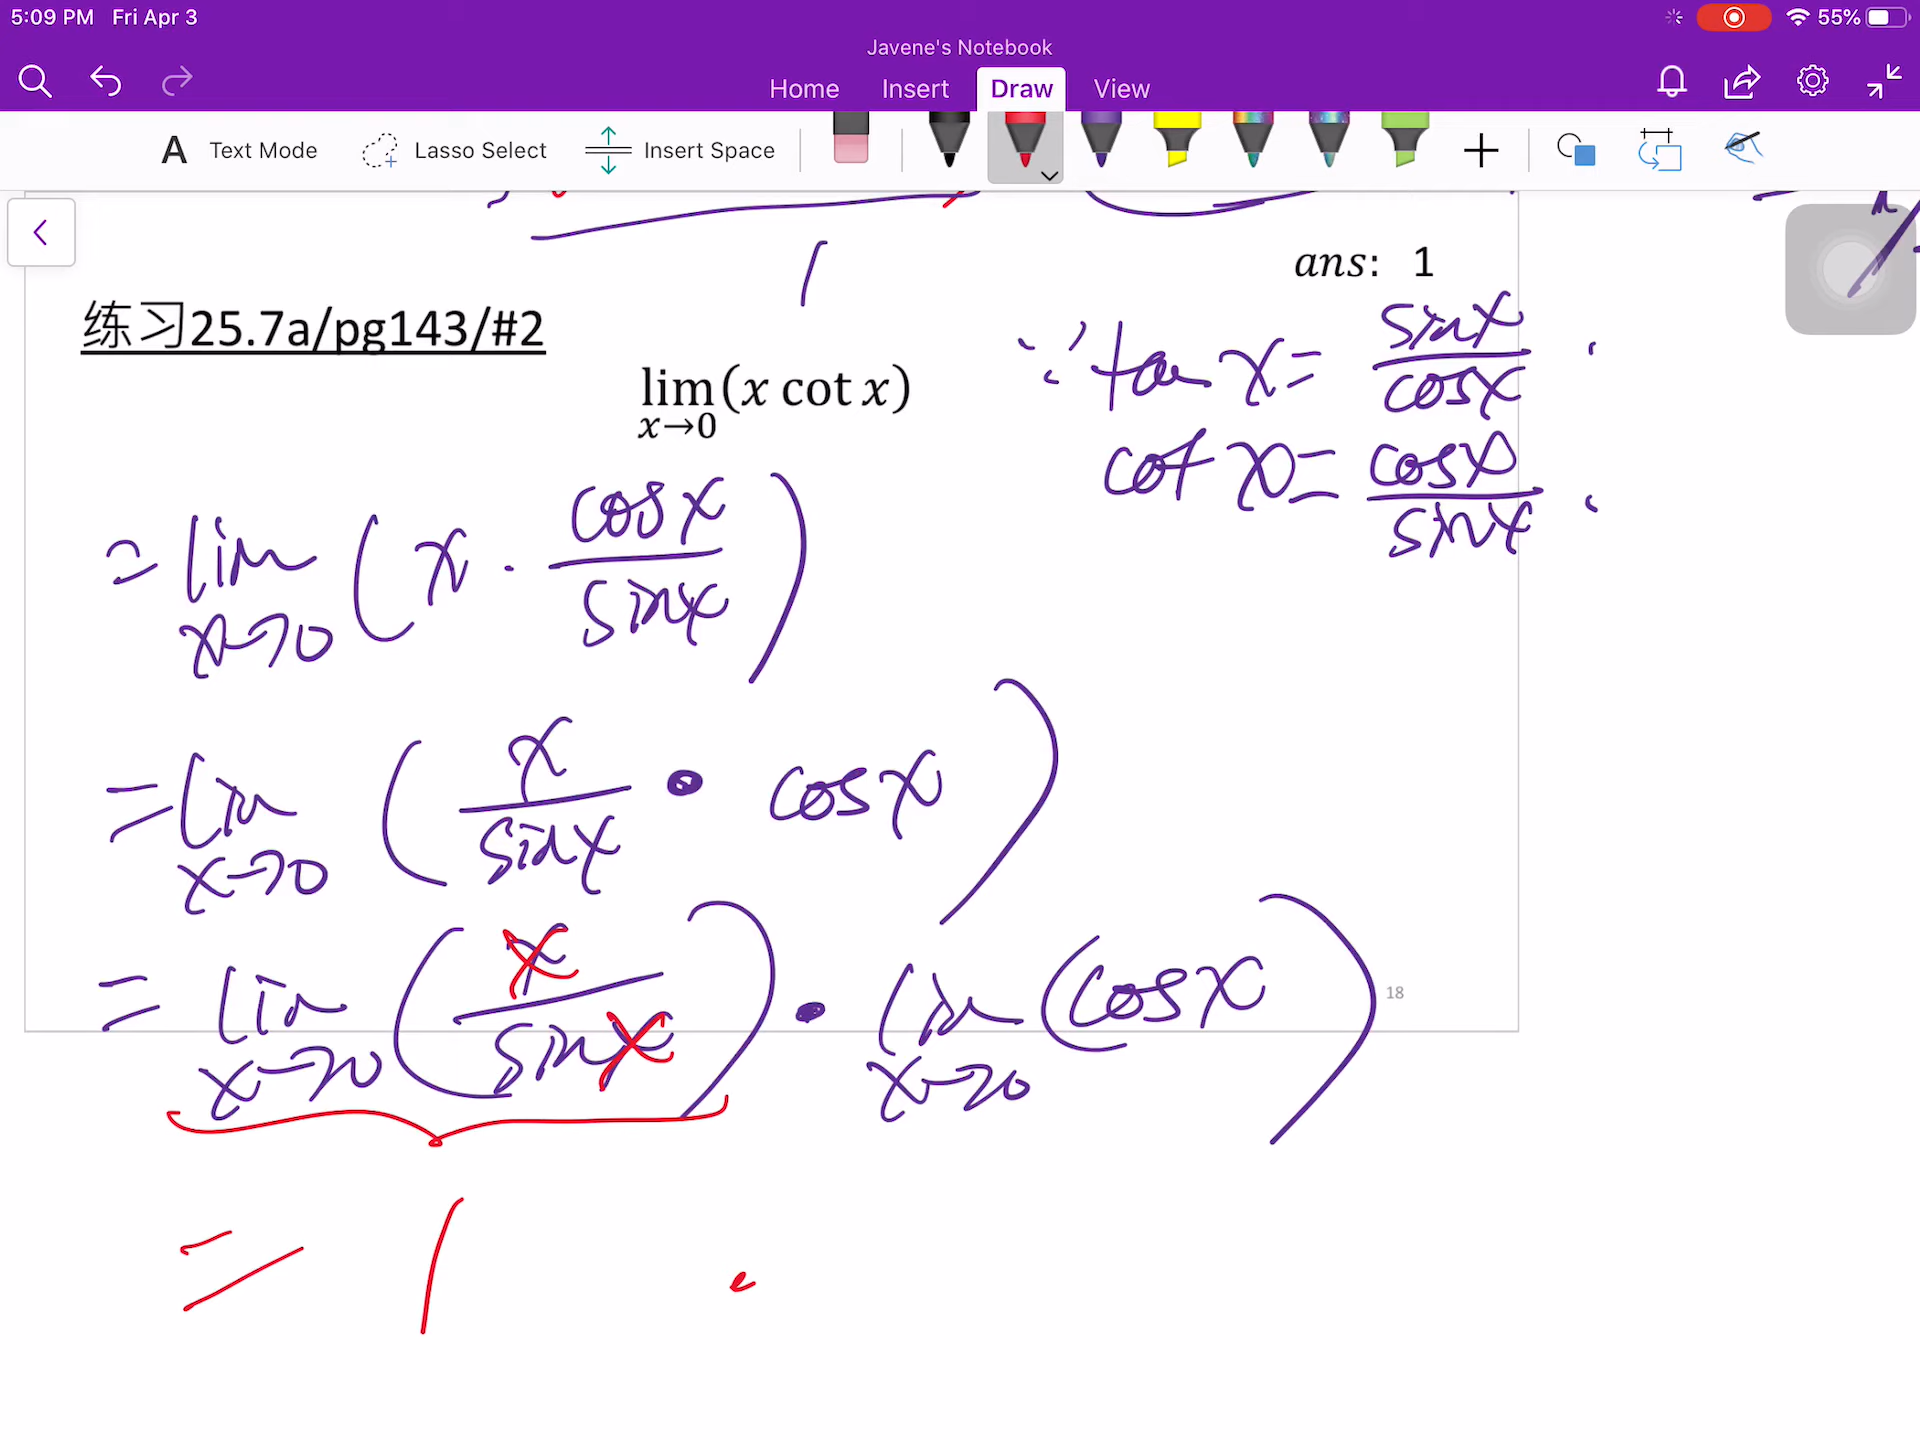 5:09 PM Fri Apr 3
55%
Javene's Notebook
Home Insert Draw View
A Text Mode Lasso Select Insert Space
1
ans: 1
练习25.7a/pg143/#2
lim (x cot x)
x→0
∵ tan x = sinx/cosx
cot x = cosx/sinx
= lim (x · cosx/sinx)
x→0
= lim (x/sinx • cosx)
x→0
= lim (x/sinx) • lim (cosx)
x→0 x→0
18
= 1 ·